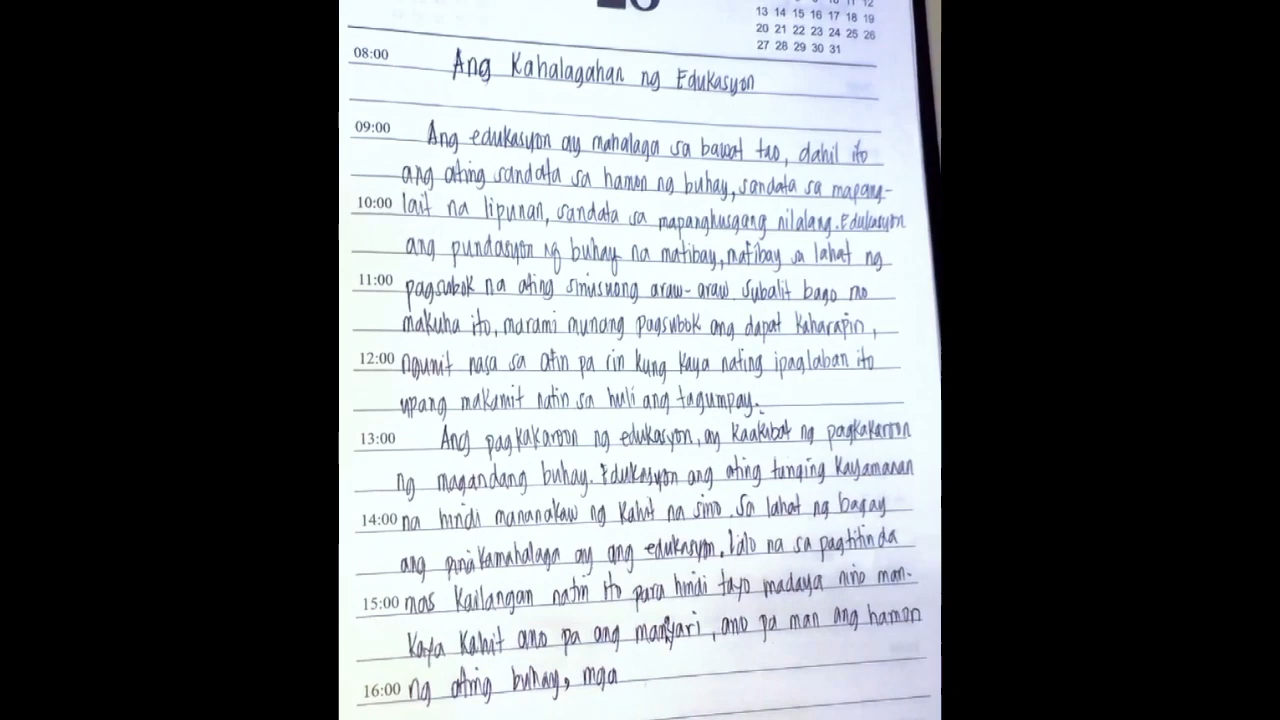 13 14 15 16 17 18 19
20 21 22 23 24 25 26
27 28 29 30 31
08:00 Ang Kahalagahan ng Edukasyon
09:00 Ang edukasyon ay mahalaga sa bawat tao, dahil ito
ang ating sandata sa hamon ng buhay, sandata sa mapang-
10:00 lait na lipunan, sandata sa mapanghusgang nilalang. Edukasyon
ang pundasyon ng buhay na matibay, matibay sa lahat ng
11:00 pagsubok na ating sinusuong araw-araw. Subalit bago mo
makuha ito, marami munang pagsubok ang dapat kaharapin,
12:00 ngunit nasa sa atin pa rin kung kaya nating ipaglaban ito
upang makamit natin sa huli ang tagumpay.
13:00 Ang pagkakaroon ng edukasyon, ay kaakibat ng pagkakaroon
ng magandang buhay. Edukasyon ang ating tanging kayamanan
14:00 na hindi mananakaw ng kahit na sino. Sa lahat ng bagay
ang pinakamahalaga ay ang edukasyon, lalo na sa pagtitinda
15:00 mas kailangan natin ito para hindi tayo madaya nino man.
Kaya kahit ano pa ang mangyari, ano pa man ang hamon
16:00 ng ating buhay, mga